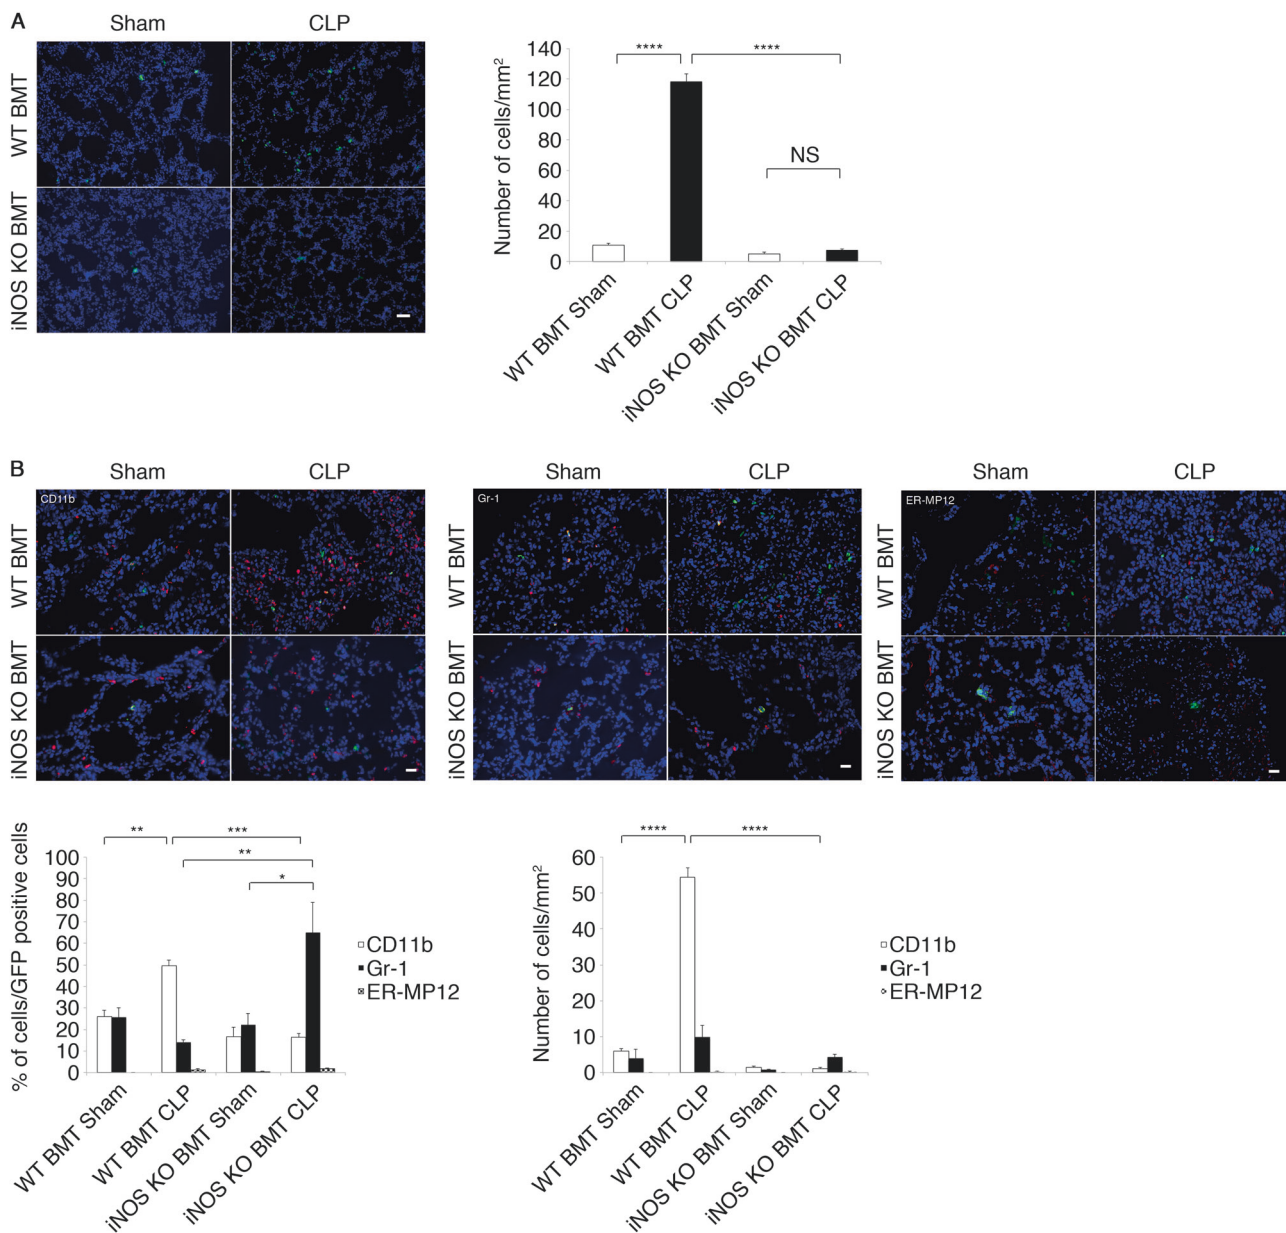 A
Sham
CLP
WT BMT
iNOS KO BMT
Number of cells/mm²
140
120
100
80
60
40
20
0
****
****
NS
WT BMT Sham
WT BMT CLP
iNOS KO BMT Sham
iNOS KO BMT CLP
B
Sham
CLP
Sham
CLP
Sham
CLP
CD11b
Gr-1
ER-MP12
WT BMT
iNOS KO BMT
WT BMT
iNOS KO BMT
WT BMT
iNOS KO BMT
% of cells/GFP positive cells
100
90
80
70
60
50
40
30
20
10
0
**
***
**
*
CD11b
Gr-1
ER-MP12
WT BMT Sham
WT BMT CLP
iNOS KO BMT Sham
iNOS KO BMT CLP
Number of cells/mm²
60
50
40
30
20
10
0
****
****
CD11b
Gr-1
ER-MP12
WT BMT Sham
WT BMT CLP
iNOS KO BMT Sham
iNOS KO BMT CLP